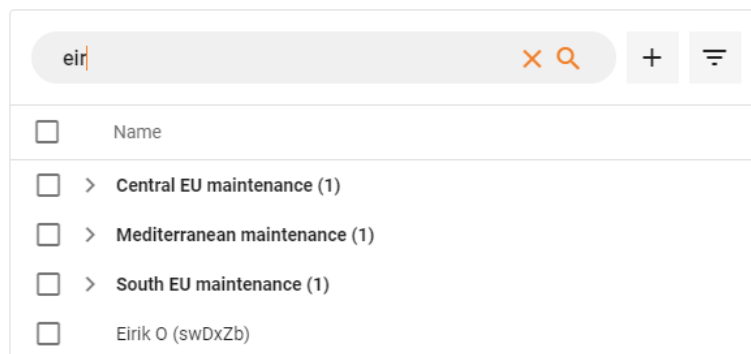 eir
Name
Central EU maintenance (1)
Mediterranean maintenance (1)
South EU maintenance (1)
Eirik O (swDxZb)